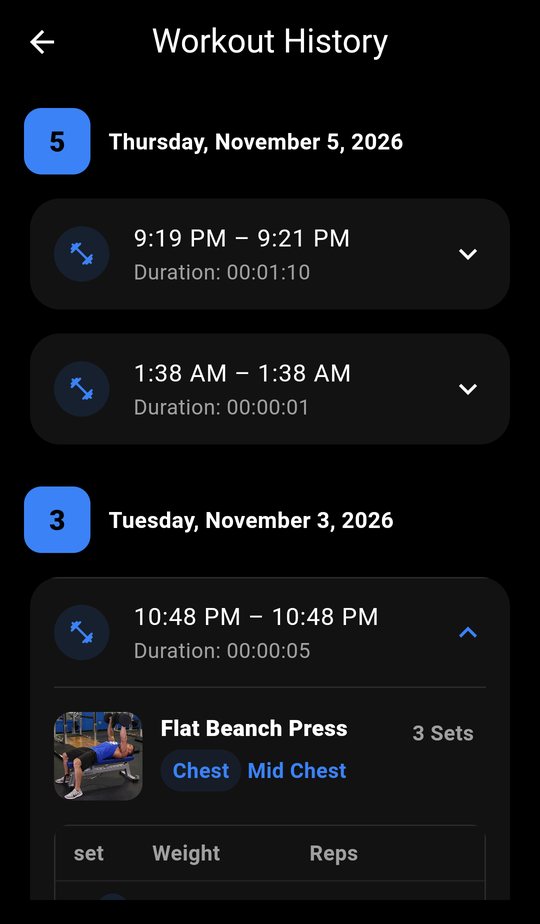 Workout History
5
Thursday, November 5, 2026
9:19 PM – 9:21 PM
Duration: 00:01:10
1:38 AM – 1:38 AM
Duration: 00:00:01
3
Tuesday, November 3, 2026
10:48 PM – 10:48 PM
Duration: 00:00:05
Flat Beanch Press
3 Sets
Chest Mid Chest
set Weight Reps